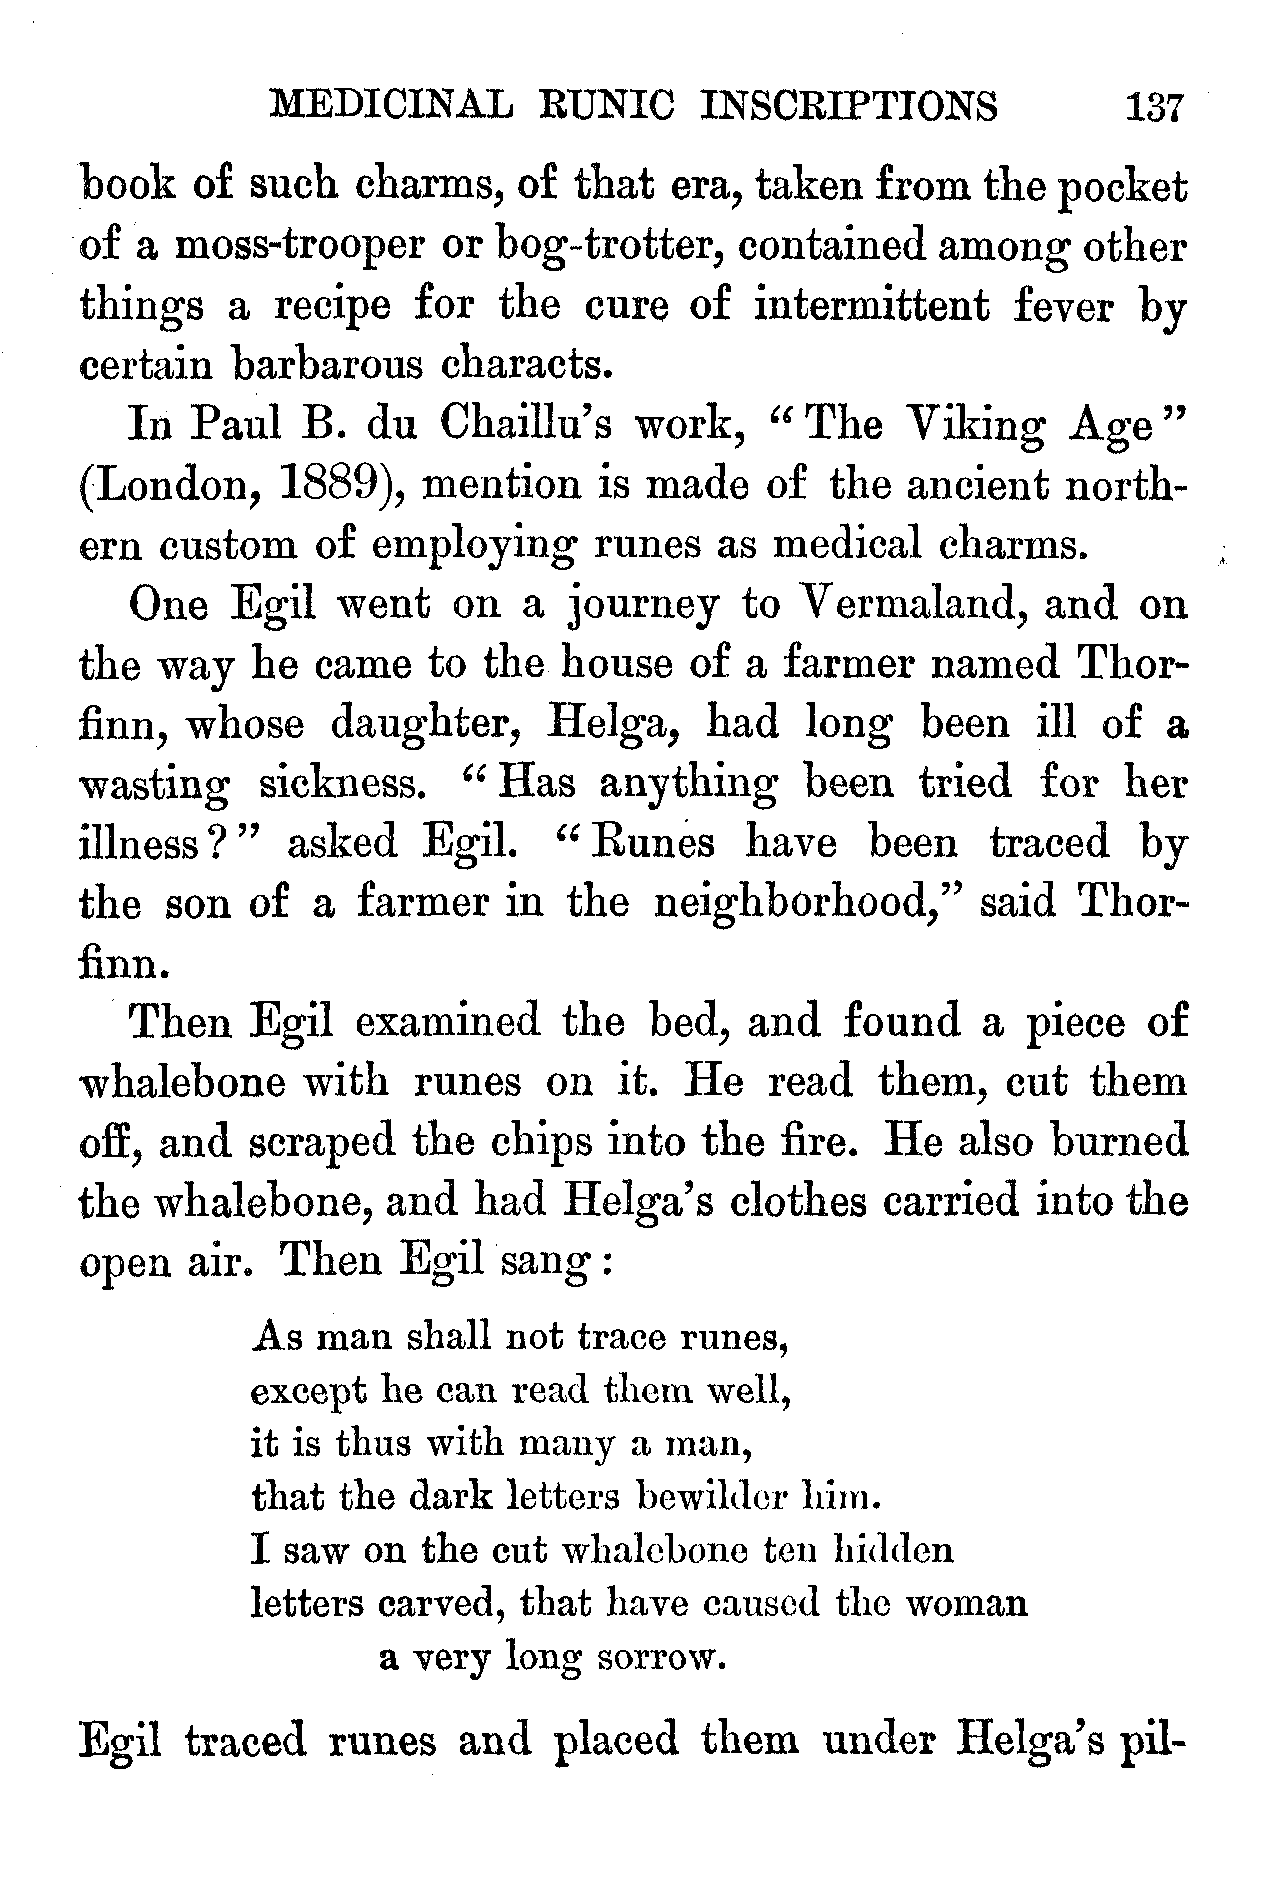 MEDICINAL RUNIC INSCRIPTIONS 137
book of such charms, of that era, taken from the pocket
of a moss-trooper or bog-trotter, contained among other
things a recipe for the cure of intermittent fever by
certain barbarous characts.
In Paul B. du Chaillu's work, "The Viking Age"
(London, 1889), mention is made of the ancient north-
ern custom of employing runes as medical charms.
One Egil went on a journey to Vermaland, and on
the way he came to the house of a farmer named Thor-
finn, whose daughter, Helga, had long been ill of a
wasting sickness. "Has anything been tried for her
illness?" asked Egil. "Runes have been traced by
the son of a farmer in the neighborhood," said Thor-
finn.
Then Egil examined the bed, and found a piece of
whalebone with runes on it. He read them, cut them
off, and scraped the chips into the fire. He also burned
the whalebone, and had Helga's clothes carried into the
open air. Then Egil sang:
As man shall not trace runes,
except he can read them well,
it is thus with many a man,
that the dark letters bewilder him.
I saw on the cut whalebone ten hidden
letters carved, that have caused the woman
a very long sorrow.
Egil traced runes and placed them under Helga's pil-